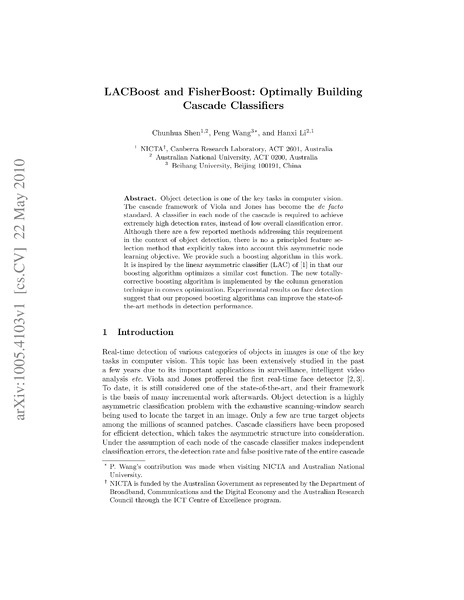 LACBoost and FisherBoost: Optimally Building
Cascade Classifiers
Chunhua Shen1,2, Peng Wang3*, and Hanxi Li2,1
1 NICTA†, Canberra Research Laboratory, ACT 2601, Australia
2 Australian National University, ACT 0200, Australia
3 Beihang University, Beijing 100191, China
Abstract. Object detection is one of the key tasks in computer vision.
The cascade framework of Viola and Jones has become the de facto
standard. A classifier in each node of the cascade is required to achieve
extremely high detection rates, instead of low overall classification error.
Although there are a few reported methods addressing this requirement
in the context of object detection, there is no a principled feature se-
lection method that explicitly takes into account this asymmetric node
learning objective. We provide such a boosting algorithm in this work.
It is inspired by the linear asymmetric classifier (LAC) of [1] in that our
boosting algorithm optimizes a similar cost function. The new totally-
corrective boosting algorithm is implemented by the column generation
technique in convex optimization. Experimental results on face detection
suggest that our proposed boosting algorithms can improve the state-of-
the-art methods in detection performance.
1 Introduction
Real-time detection of various categories of objects in images is one of the key
tasks in computer vision. This topic has been extensively studied in the past
a few years due to its important applications in surveillance, intelligent video
analysis etc. Viola and Jones proffered the first real-time face detector [2,3].
To date, it is still considered one of the state-of-the-art, and their framework
is the basis of many incremental work afterwards. Object detection is a highly
asymmetric classification problem with the exhaustive scanning-window search
being used to locate the target in an image. Only a few are true target objects
among the millions of scanned patches. Cascade classifiers have been proposed
for efficient detection, which takes the asymmetric structure into consideration.
Under the assumption of each node of the cascade classifier makes independent
classification errors, the detection rate and false positive rate of the entire cascade
* P. Wang's contribution was made when visiting NICTA and Australian National
University.
† NICTA is funded by the Australian Government as represented by the Department of
Broadband, Communications and the Digital Economy and the Australian Research
Council through the ICT Centre of Excellence program.
arXiv:1005.4103v1 [cs.CV] 22 May 2010